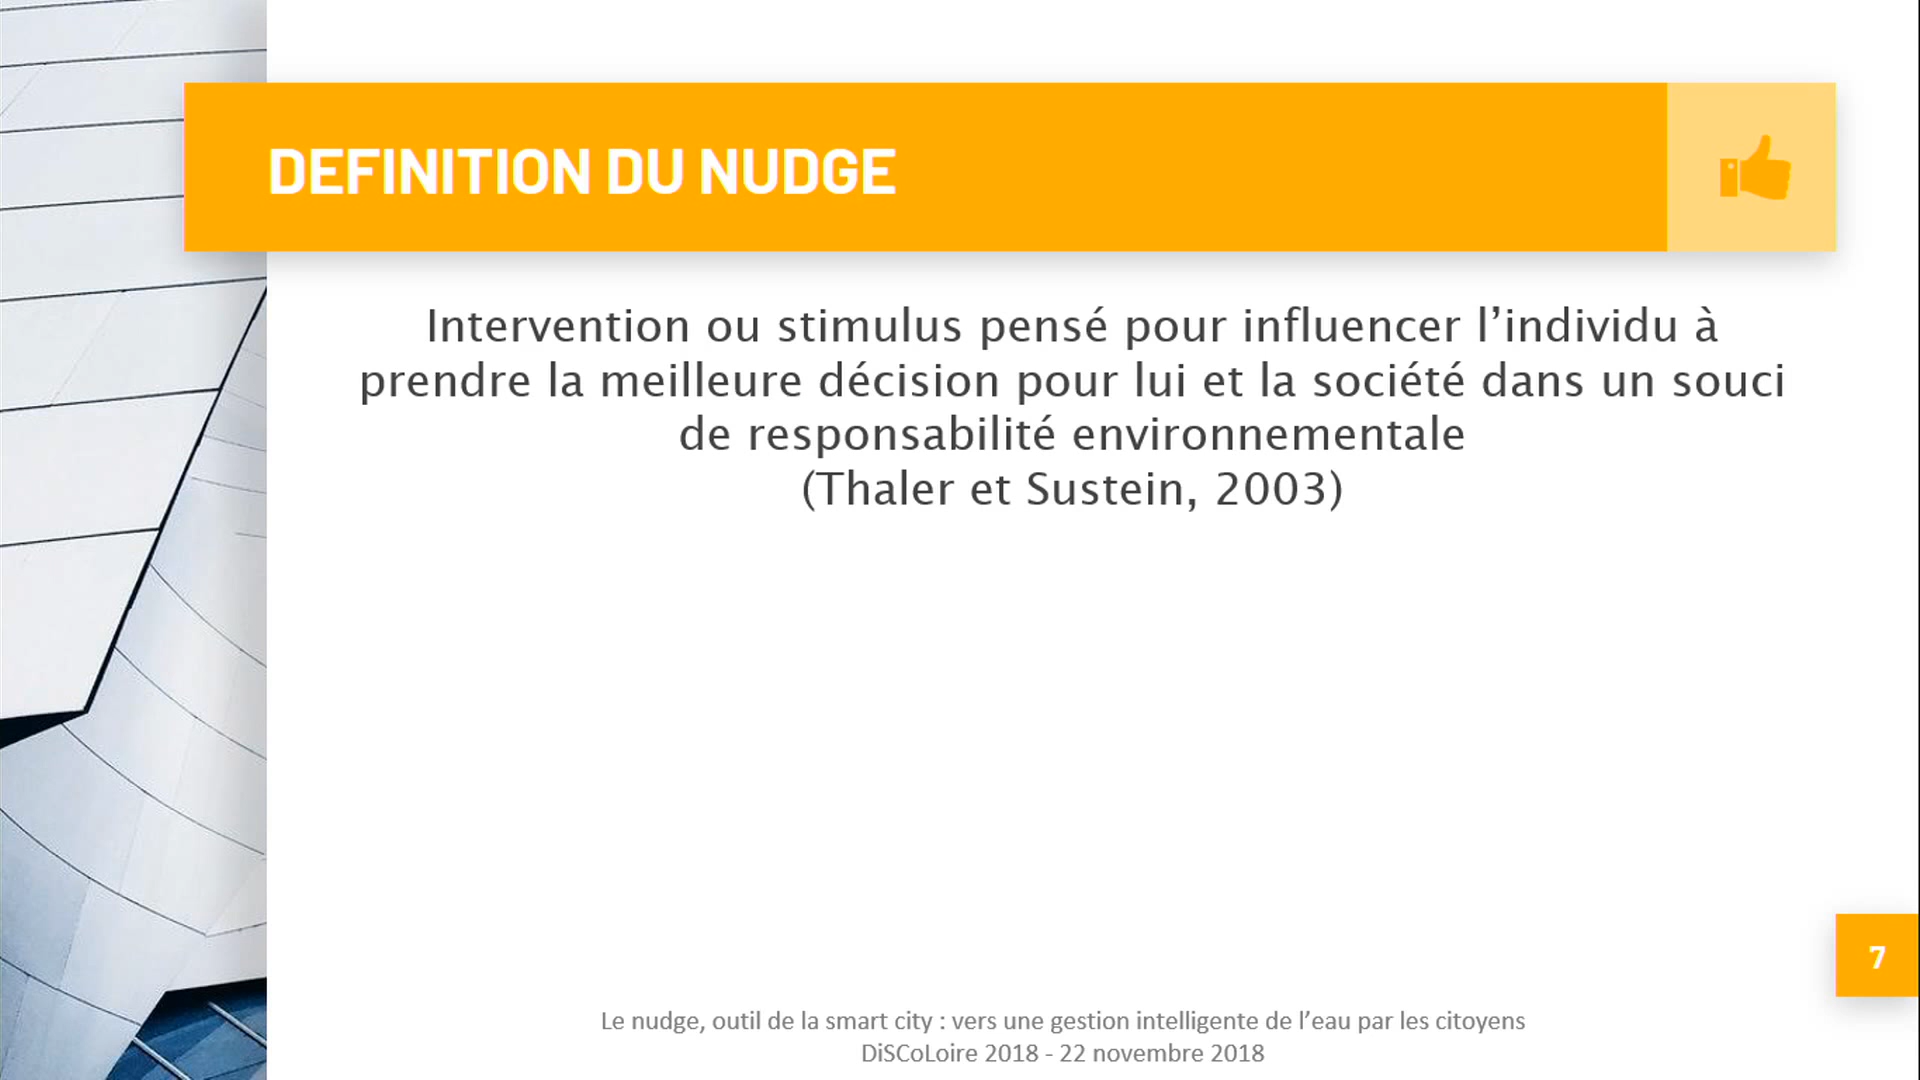 DEFINITION DU NUDGE
Intervention ou stimulus pensé pour influencer l’individu à
prendre la meilleure décision pour lui et la société dans un souci
de responsabilité environnementale
(Thaler et Sustein, 2003)
7
Le nudge, outil de la smart city : vers une gestion intelligente de l’eau par les citoyens
DiSCoLoire 2018 - 22 novembre 2018